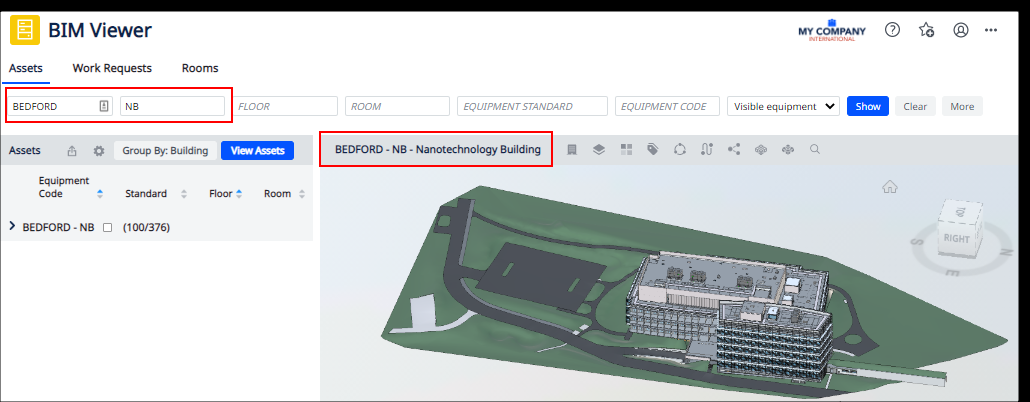 BIM Viewer
MY COMPANY
INTERNATIONAL
Assets Work Requests Rooms
BEDFORD NB FLOOR ROOM EQUIPMENT STANDARD EQUIPMENT CODE Visible equipment Show Clear More
Assets Group By: Building View Assets
BEDFORD - NB - Nanotechnology Building
Equipment
Code Standard Floor Room
BEDFORD - NB (100/376)
RIGHT
S
E
N